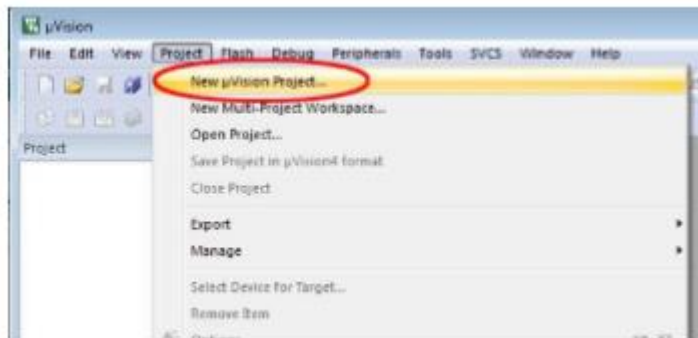 µVision
File Edit View Project Flash Debug Peripherals Tools SVCS Window Help
New µVision Project...
New Multi-Project Workspace...
Project
Open Project...
Save Project in µVision4 format
Close Project
Export
Manage
Select Device for Target...
Remove Item